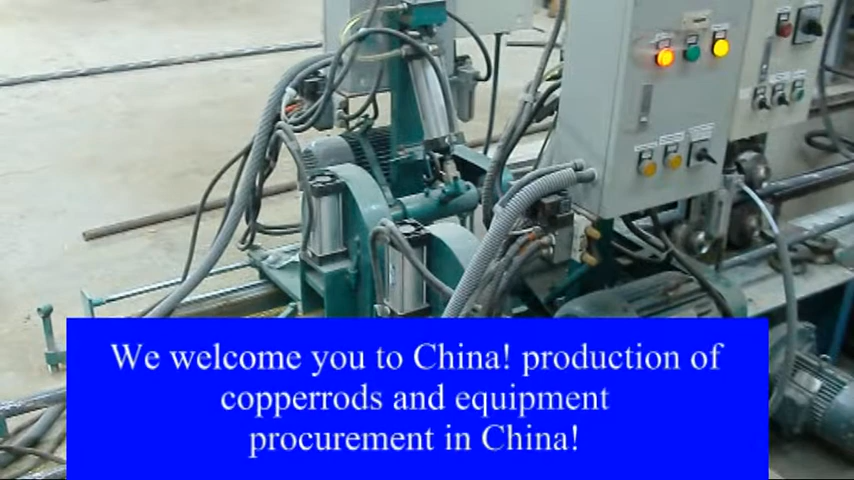 We welcome you to China! production of
copperrods and equipment
procurement in China!